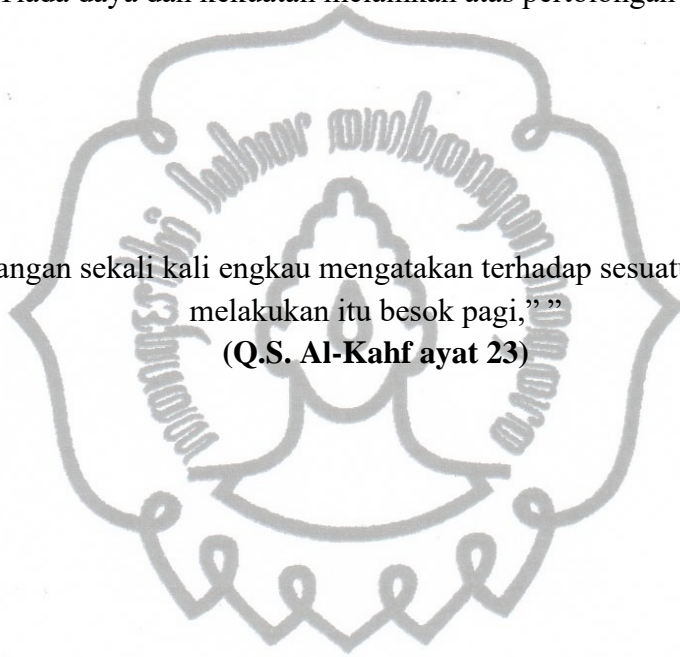 Tiada daya dan kekuatan melainkan atas pertolongan
angan sekali kali engkau mengatakan terhadap sesuatu
melakukan itu besok pagi,” ”
(Q.S. Al-Kahf ayat 23)